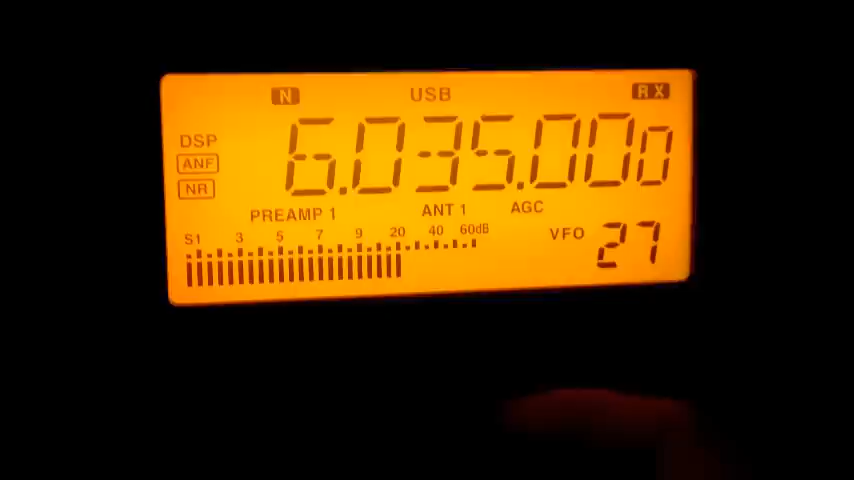 N USB RX
DSP
6.035.000
ANF
NR
PREAMP 1 ANT 1 AGC
S1 3 5 7 9 20 40 60dB
VFO 27